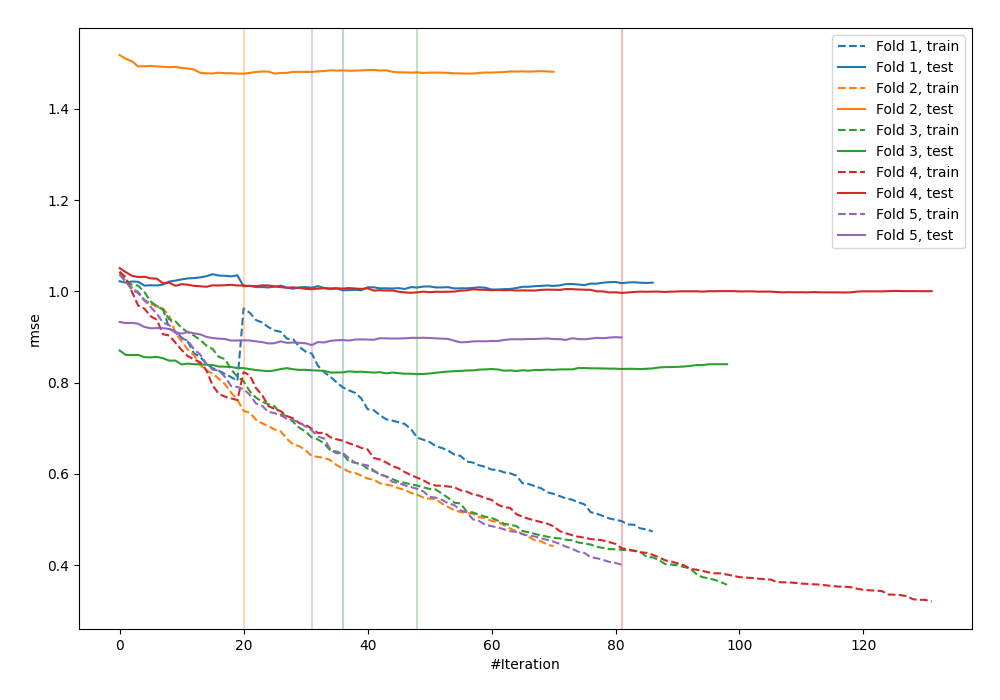 Fold 1, train
Fold 1, test
Fold 2, train
Fold 2, test
Fold 3, train
Fold 3, test
Fold 4, train
Fold 4, test
Fold 5, train
Fold 5, test
1.4
1.2
1.0
0.8
0.6
0.4
rmse
0 20 40 60 80 100 120
#Iteration